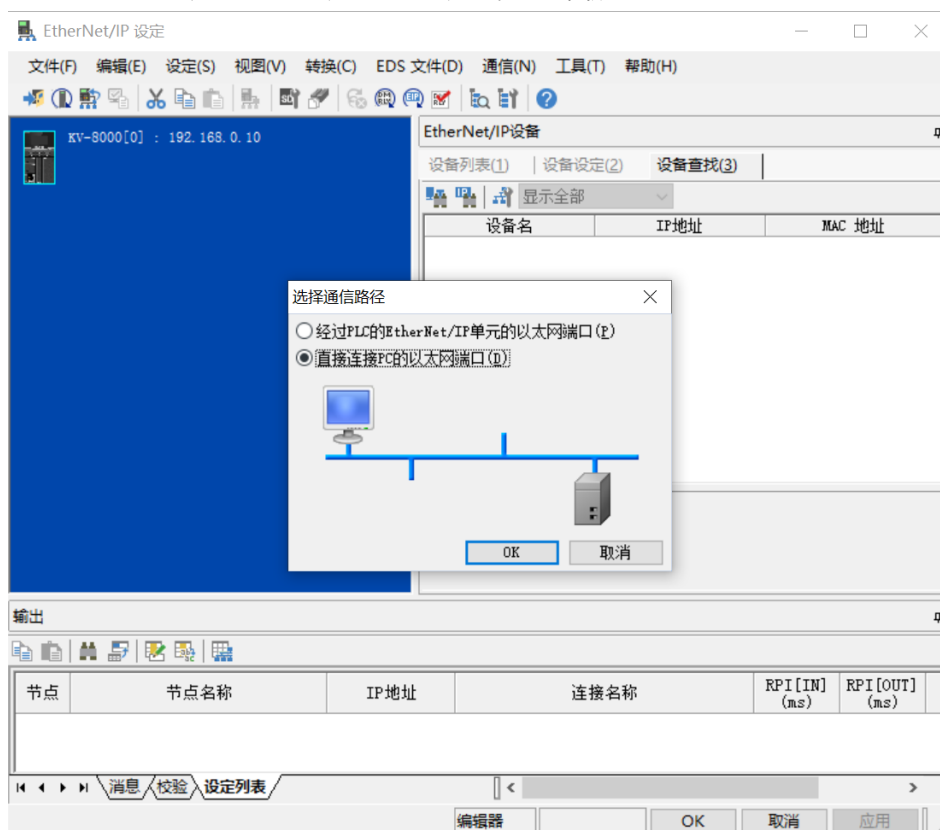 EtherNet/IP 设定
文件(F) 编辑(E) 设定(S) 视图(V) 转换(C) EDS 文件(D) 通信(N) 工具(T) 帮助(H)
KV-8000[0] : 192.168.0.10
EtherNet/IP设备
设备列表(1) 设备设定(2) 设备查找(3)
显示全部
设备名 IP地址 MAC 地址
选择通信路径
经过PLC的EtherNet/IP单元的以太网端口(P)
直接连接PC的以太网端口(D)
OK 取消
输出
节点 节点名称 IP地址 连接名称 RPI[IN] (ms) RPI[OUT] (ms)
消息 校验 设定列表
编辑器 OK 取消 应用